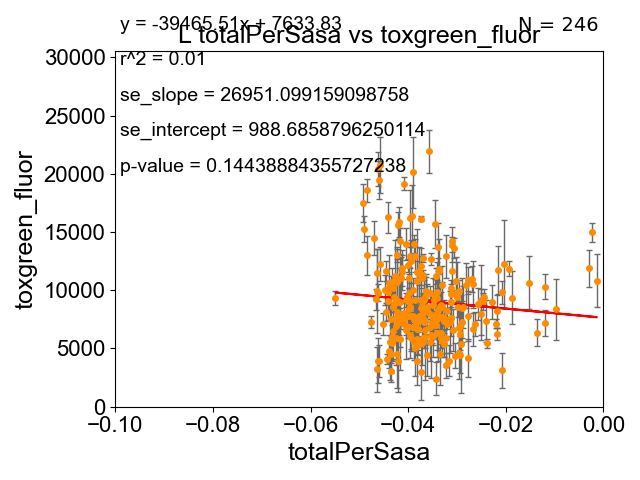 y = -39465.51x + 7633.83
N = 246
L totalPerSasa vs toxgreen_fluor
r^2 = 0.01
se_slope = 26951.099159098758
se_intercept = 988.6858796250114
p-value = 0.14438884355727238
30000
25000
20000
15000
10000
5000
0
toxgreen_fluor
−0.10 −0.08 −0.06 −0.04 −0.02 0.00
totalPerSasa